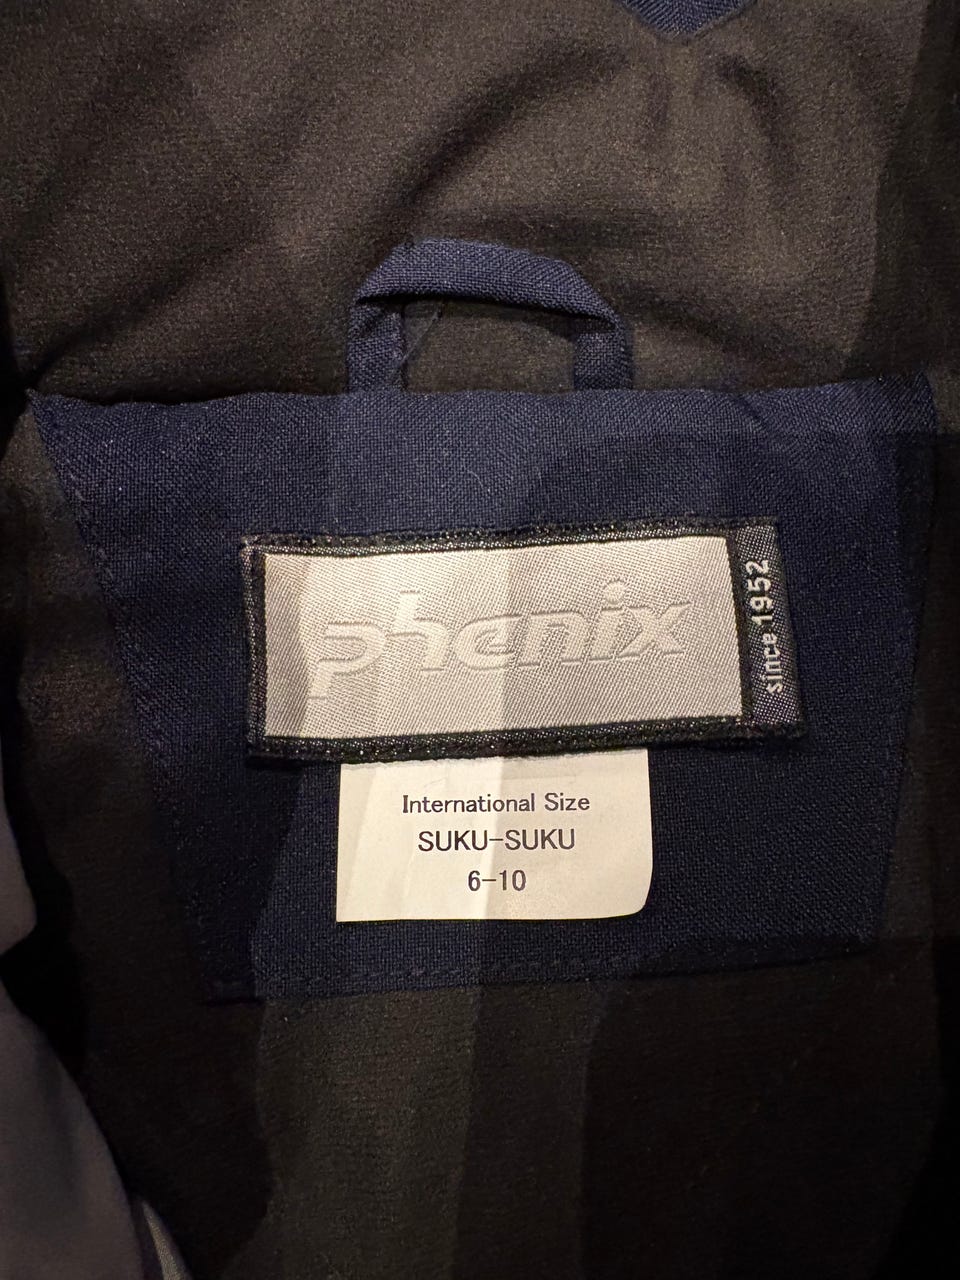 phenix
since 1952
International Size
SUKU-SUKU
6-10